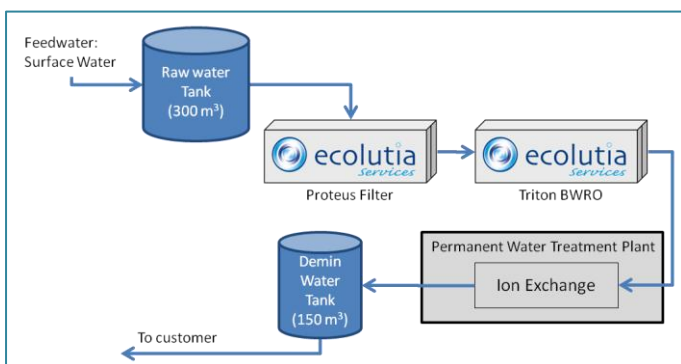 Feedwater:
Surface Water
Raw water
Tank
(300 m³)
ecolutia
Services
Proteus Filter
ecolutia
Services
Triton BWRO
Permanent Water Treatment Plant
Ion Exchange
Demin
Water
Tank
(150 m³)
To customer